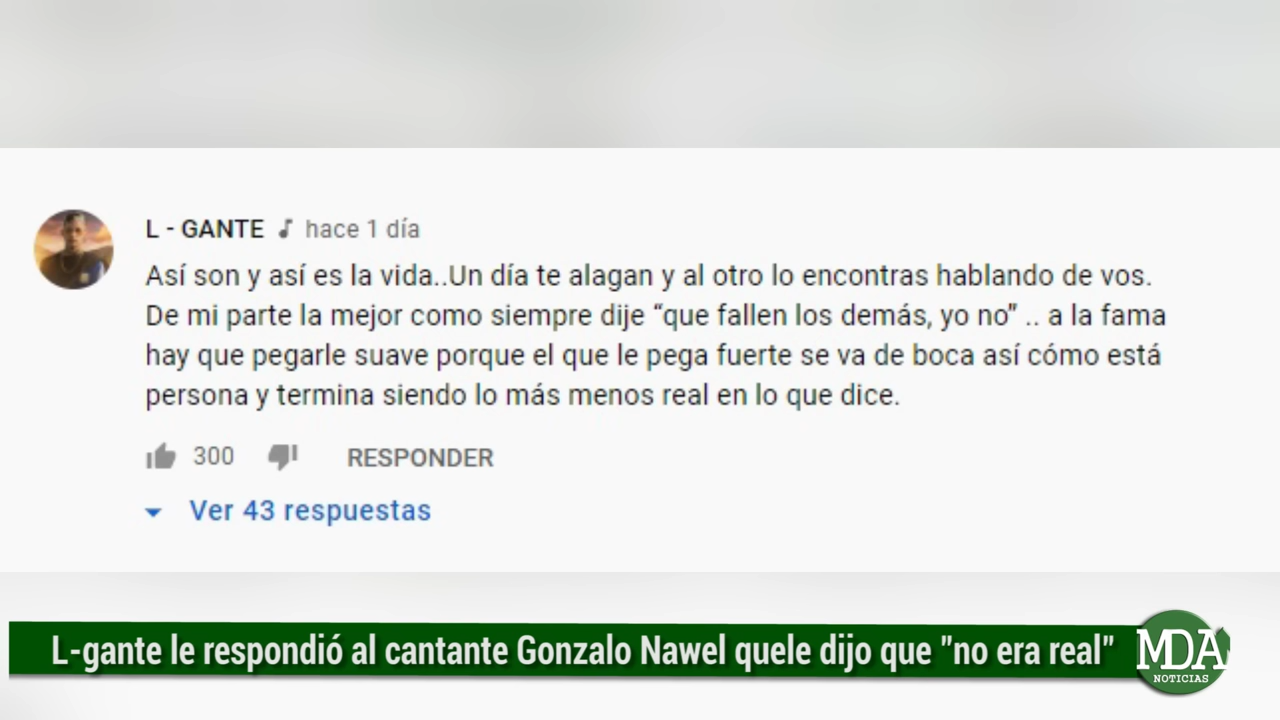 L - GANTE hace 1 día
Así son y así es la vida..Un día te alagan y al otro lo encontras hablando de vos.
De mi parte la mejor como siempre dije “que fallen los demás, yo no” .. a la fama
hay que pegarle suave porque el que le pega fuerte se va de boca así cómo está
persona y termina siendo lo más menos real en lo que dice.
300 RESPONDER
Ver 43 respuestas
L-gante le respondió al cantante Gonzalo Nawel quele dijo que "no era real"
MDA
NOTICIAS